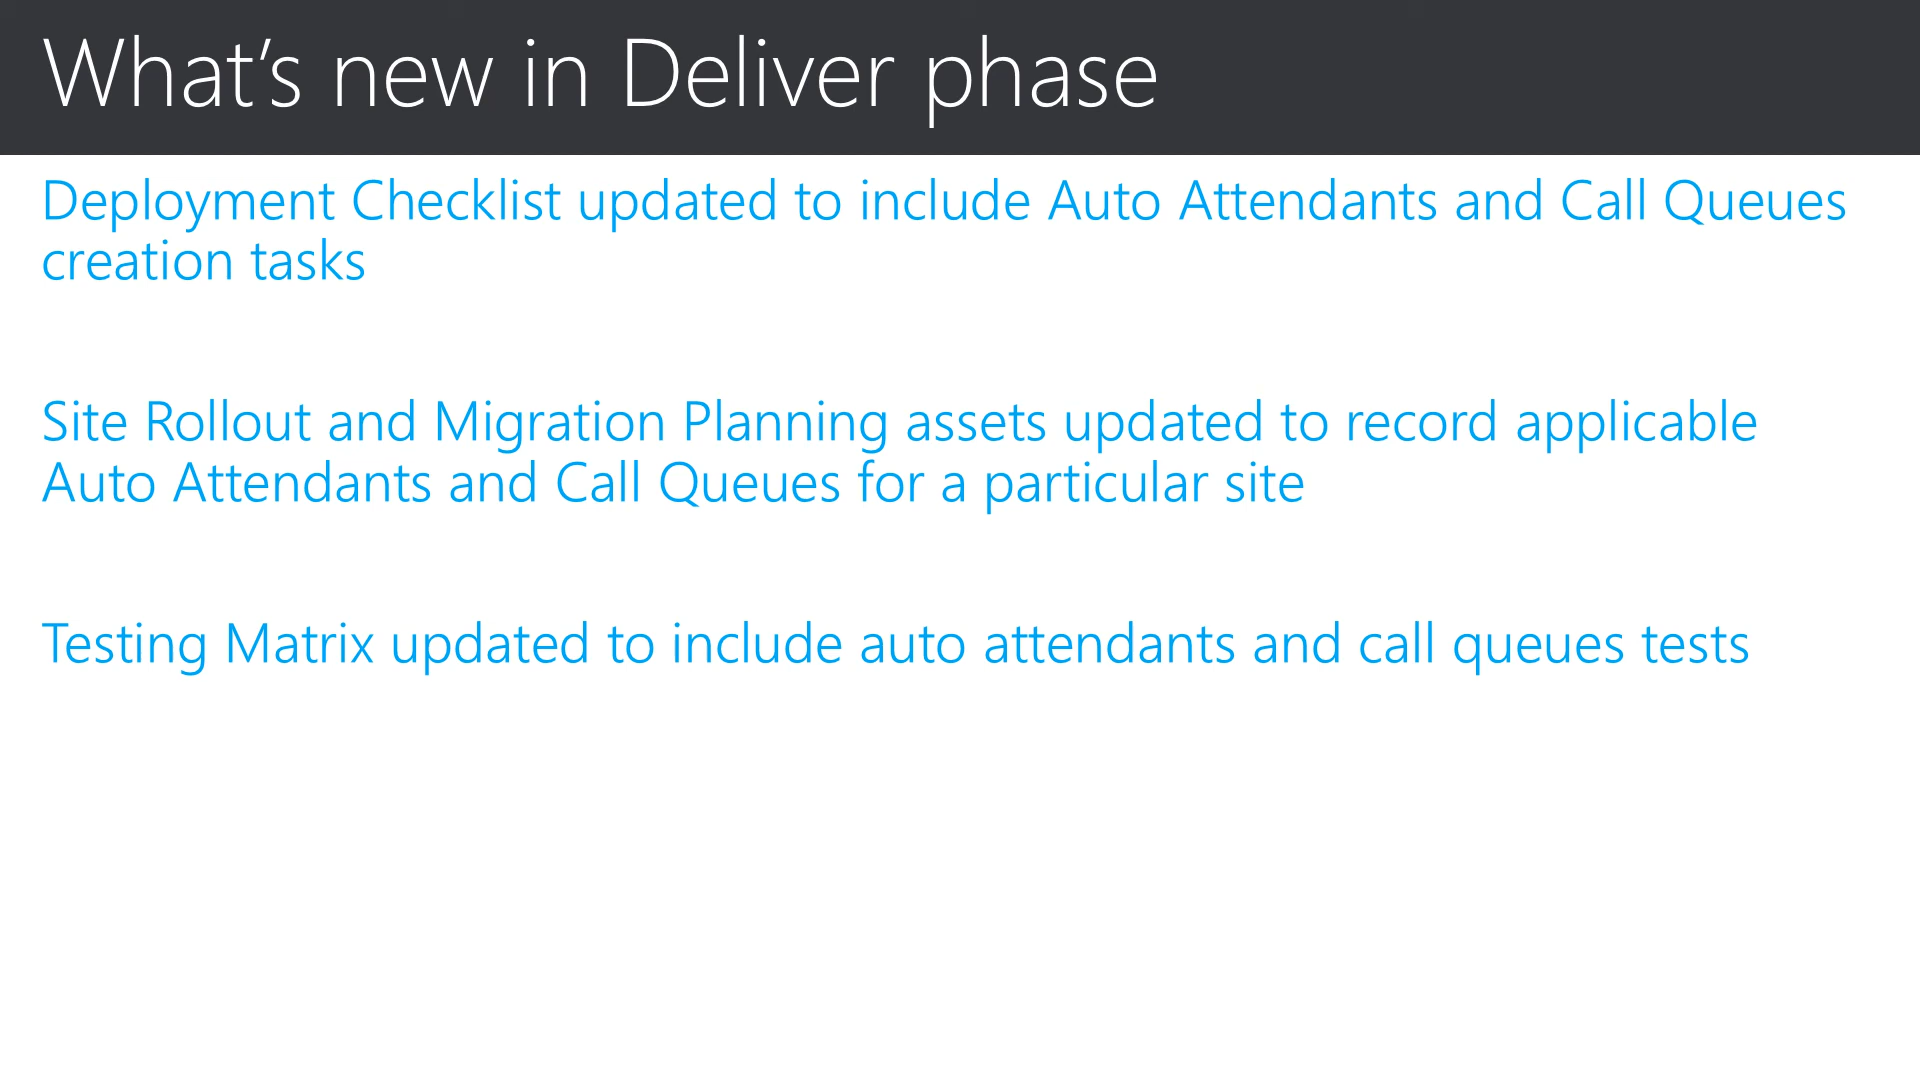 What’s new in Deliver phase
Deployment Checklist updated to include Auto Attendants and Call Queues
creation tasks
Site Rollout and Migration Planning assets updated to record applicable
Auto Attendants and Call Queues for a particular site
Testing Matrix updated to include auto attendants and call queues tests